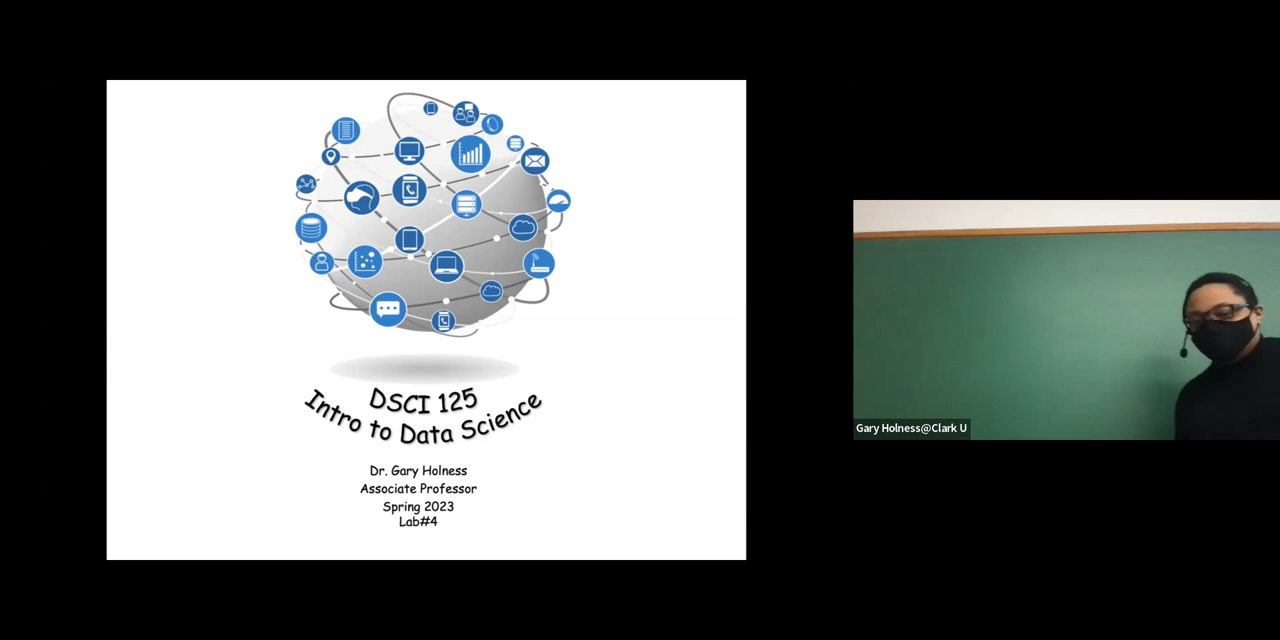 DSCI 125
Intro to Data Science
Dr. Gary Holness
Associate Professor
Spring 2023
Lab#4
Gary Holness@Clark U